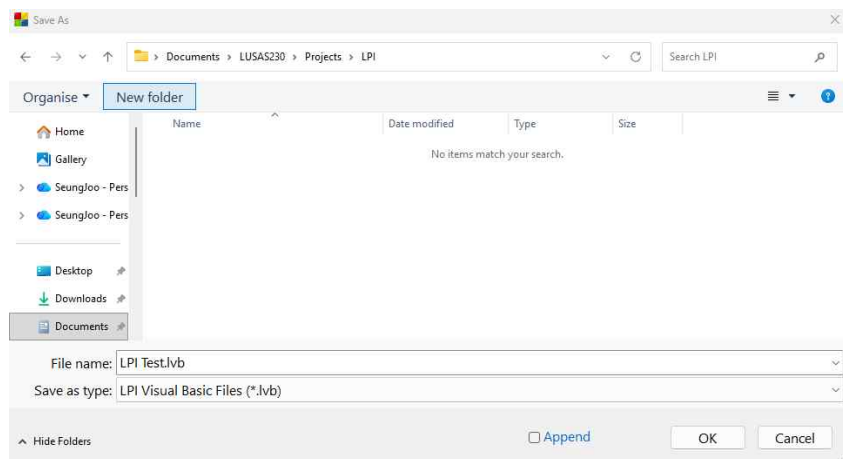 Save As
Documents > LUSAS230 > Projects > LPI
Search LPI
Organise
New folder
Name Date modified Type Size
Home
No items match your search.
Gallery
SeungJoo - Pers
SeungJoo - Pers
Desktop
Downloads
Documents
File name: LPI Test.lvb
Save as type: LPI Visual Basic Files (*.lvb)
Hide Folders
Append
OK
Cancel